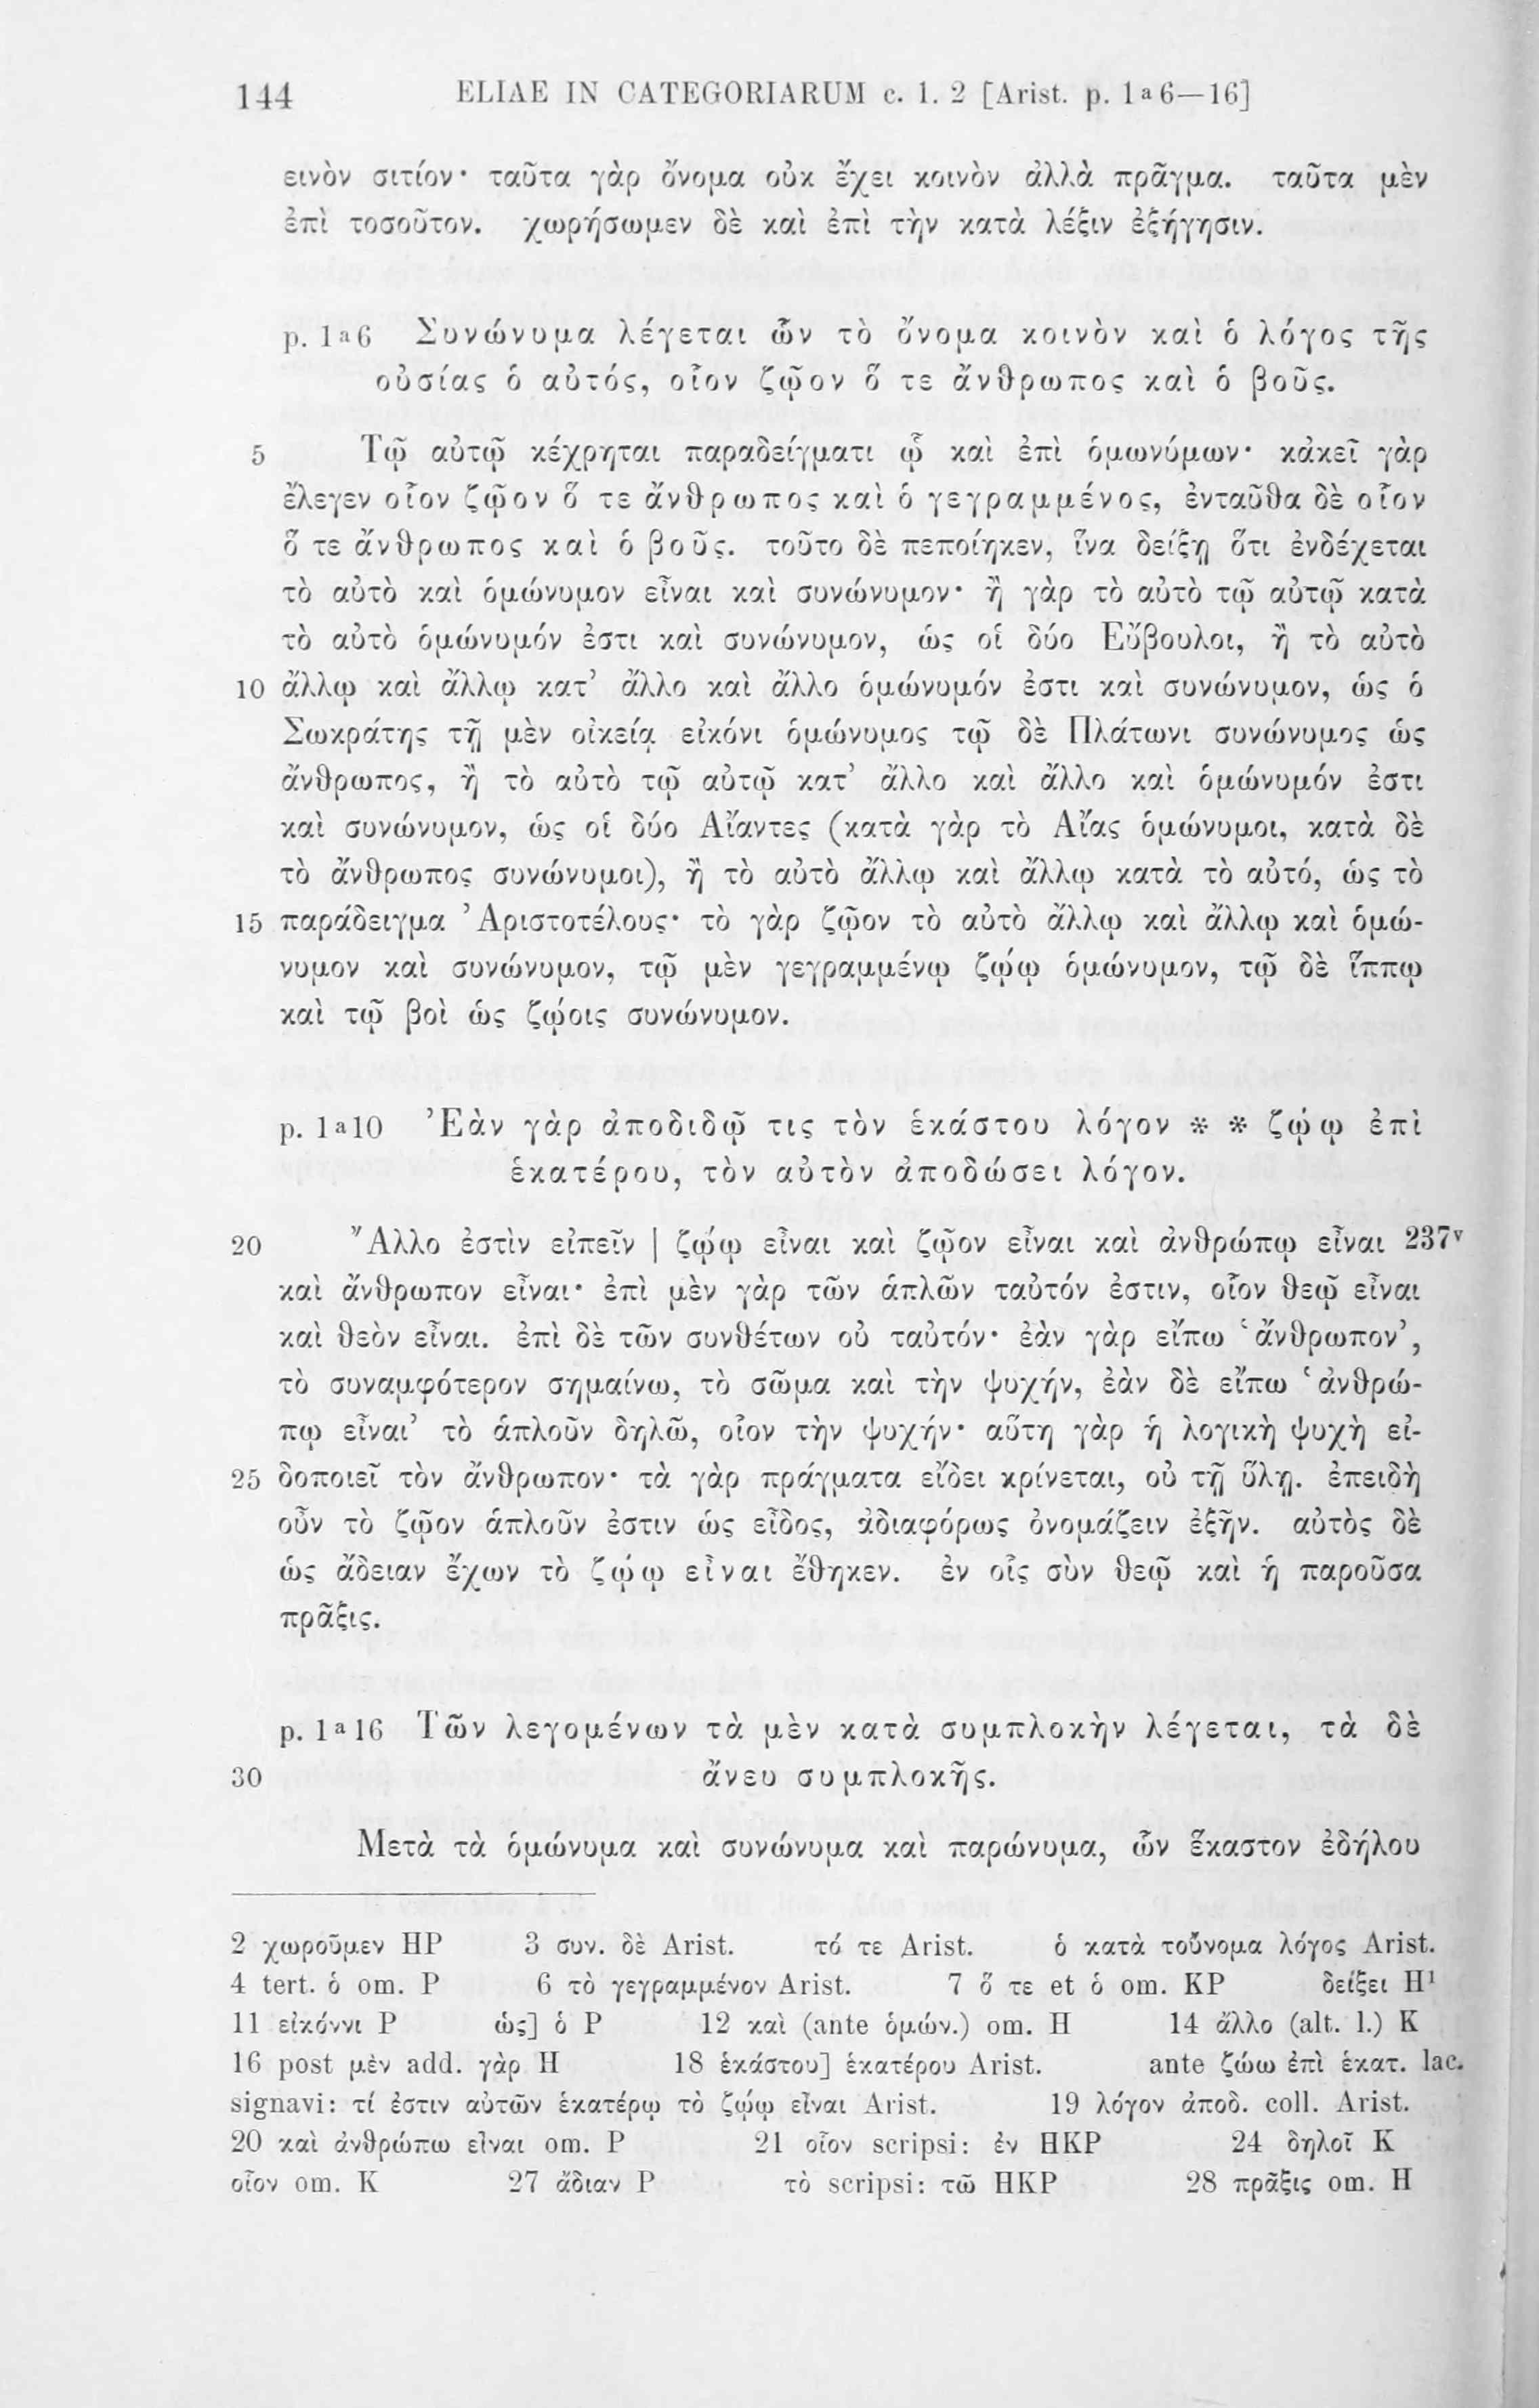 144 ELIAE IN CATEGORIARUM c. 1. 2 [Arist. p. 1ᵃ6—16]
εινὸν σιτίον· ταῦτα γὰρ ὄνομα οὐκ ἔχει κοινὸν ἀλλὰ πρᾶγμα. ταῦτα μὲν
ἐπὶ τοσοῦτον. χωρήσωμεν δὲ καὶ ἐπὶ τὴν κατὰ λέξιν ἐξήγησιν.
p. 1ᵃ6 Συνώνυμα λέγεται ὧν τὸ ὄνομα κοινὸν καὶ ὁ λόγος τῆς
οὐσίας ὁ αὐτός, οἷον ζῷον ὅ τε ἄνθρωπος καὶ ὁ βοῦς.
5 Τῷ αὐτῷ κέχρηται παραδείγματι ᾧ καὶ ἐπὶ ὁμωνύμων· κἀκεῖ γὰρ
ἔλεγεν οἷον ζῷον ὅ τε ἄνθρωπος καὶ ὁ γεγραμμένος, ἐνταῦθα δὲ οἷον
ὅ τε ἄνθρωπος καὶ ὁ βοῦς. τοῦτο δὲ πεποίηκεν, ἵνα δείξῃ ὅτι ἐνδέχεται
τὸ αὐτὸ καὶ ὁμώνυμον εἶναι καὶ συνώνυμον· ἢ γὰρ τὸ αὐτὸ τῷ αὐτῷ κατὰ
τὸ αὐτὸ ὁμώνυμόν ἐστι καὶ συνώνυμον, ὡς οἱ δύο Εὔβουλοι, ἢ τὸ αὐτὸ
10 ἄλλῳ καὶ ἄλλῳ κατ’ ἄλλο καὶ ἄλλο ὁμώνυμόν ἐστι καὶ συνώνυμον, ὡς ὁ
Σωκράτης τῇ μὲν οἰκείᾳ εἰκόνι ὁμώνυμος τῷ δὲ Πλάτωνι συνώνυμος ὡς
ἄνθρωπος, ἢ τὸ αὐτὸ τῷ αὐτῷ κατ’ ἄλλο καὶ ἄλλο καὶ ὁμώνυμόν ἐστι
καὶ συνώνυμον, ὡς οἱ δύο Αἴαντες (κατὰ γὰρ τὸ Αἴας ὁμώνυμοι, κατὰ δὲ
τὸ ἄνθρωπος συνώνυμοι), ἢ τὸ αὐτὸ ἄλλῳ καὶ ἄλλῳ κατὰ τὸ αὐτό, ὡς τὸ
15 παράδειγμα Ἀριστοτέλους· τὸ γὰρ ζῷον τὸ αὐτὸ ἄλλῳ καὶ ἄλλῳ καὶ ὁμώ-
νυμον καὶ συνώνυμον, τῷ μὲν γεγραμμένῳ ζῴῳ ὁμώνυμον, τῷ δὲ ἵππῳ
καὶ τῷ βοῒ ὡς ζῴοις συνώνυμον.
p. 1ᵃ10 Ἐὰν γὰρ ἀποδιδῷ τις τὸν ἑκάστου λόγον * * ζῴῳ ἐπὶ
ἑκατέρου, τὸν αὐτὸν ἀποδώσει λόγον.
20 Ἄλλο ἐστὶν εἰπεῖν | ζῴῳ εἶναι καὶ ζῷον εἶναι καὶ ἀνθρώπῳ εἶναι 237ᵛ
καὶ ἄνθρωπον εἶναι· ἐπὶ μὲν γὰρ τῶν ἁπλῶν ταὐτόν ἐστιν, οἷον θεῷ εἶναι
καὶ θεὸν εἶναι. ἐπὶ δὲ τῶν συνθέτων οὐ ταὐτόν· ἐὰν γὰρ εἴπω ‘ἄνθρωπον’,
τὸ συναμφότερον σημαίνω, τὸ σῶμα καὶ τὴν ψυχήν, ἐὰν δὲ εἴπω ‘ἀνθρώ-
πῳ εἶναι’ τὸ ἁπλοῦν δηλῶ, οἷον τὴν ψυχήν· αὕτη γὰρ ἡ λογικὴ ψυχὴ εἰ-
25 δοποιεῖ τὸν ἄνθρωπον· τὰ γὰρ πράγματα εἴδει κρίνεται, οὐ τῇ ὕλῃ. ἐπειδὴ
οὖν τὸ ζῷον ἁπλοῦν ἐστιν ὡς εἶδος, ἀδιαφόρως ὀνομάζειν ἐξῆν. αὐτὸς δὲ
ὡς ἄδειαν ἔχων τὸ ζῴῳ εἶναι ἔθηκεν. ἐν οἷς σὺν θεῷ καὶ ἡ παροῦσα
πρᾶξις.
p. 1ᵃ16 Τῶν λεγομένων τὰ μὲν κατὰ συμπλοκὴν λέγεται, τὰ δὲ
30 ἄνευ συμπλοκῆς.
Μετὰ τὰ ὁμώνυμα καὶ συνώνυμα καὶ παρώνυμα, ὧν ἕκαστον ἐδήλου
2 χωροῦμεν HP 3 συν. δὲ Arist. τό τε Arist. ὁ κατὰ τοὔνομα λόγος Arist.
4 tert. ὁ om. P 6 τὸ γεγραμμένον Arist. 7 ὅ τε et ὁ om. KP δείξει H¹
11 εἰκόννι P ὡς] ὁ P 12 καὶ (ante ὁμών.) om. H 14 ἄλλο (alt. l.) K
16 post μὲν add. γὰρ H 18 ἑκάστου] ἑκατέρου Arist. ante ζώω ἐπὶ ἑκατ. lac.
signavi: τί ἐστιν αὐτῶν ἑκατέρῳ τὸ ζῴῳ εἶναι Arist. 19 λόγον ἀποδ. coll. Arist.
20 καὶ ἀνθρώπω εἶναι om. P 21 οἷον scripsi: ἐν HKP 24 δηλοῖ K
οἷον om. K 27 ἄδιαν P τὸ scripsi: τῶ HKP 28 πρᾶξις om. H